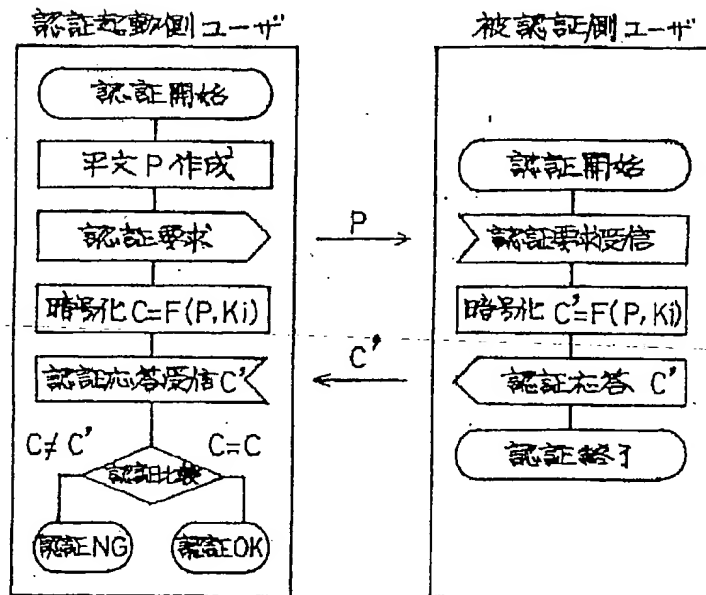 認証起動側ユーザ
認証開始
平文P作成
認証要求
暗号化C=F(P,Ki)
認証応答受信C'
C≠C'
C=C
認証比較
認証NG
認証OK
P
C'
被認証側ユーザ
認証開始
認証要求受信
暗号化C'=F(P,Ki)
認証応答 C'
認証終了